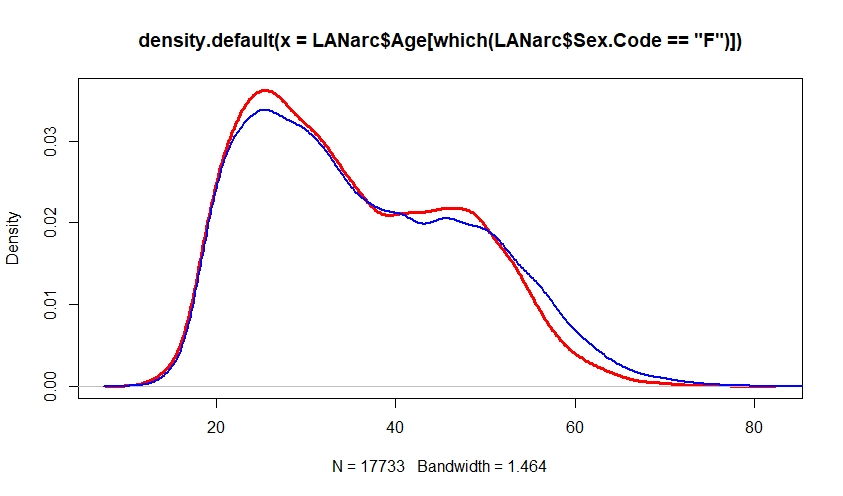 density.default(x = LANarc$Age[which(LANarc$Sex.Code == "F")])
Density
0.03
0.02
0.01
0.00
20 40 60 80
N = 17733 Bandwidth = 1.464